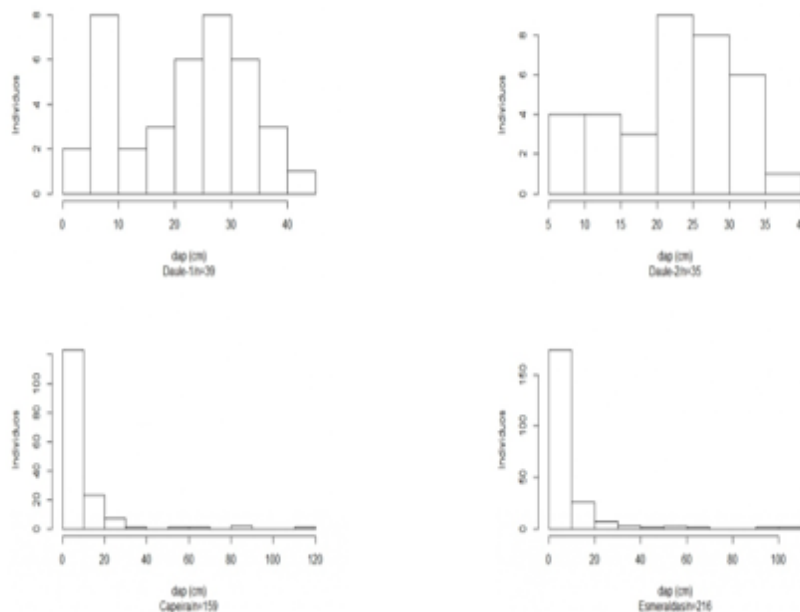 Individuos
0 2 4 6 8
0 10 20 30 40
dap (cm)
Daule-1/n=39
Individuos
0 2 4 6 8
5 10 15 20 25 30 35
dap (cm)
Daule-2/n=35
Individuos
0 20 40 60 80 100
0 20 40 60 80 100 120
dap (cm)
Capeira/n=159
Individuos
0 50 100 150
0 20 40 60 80 100
dap (cm)
Esmeraldas/n=216